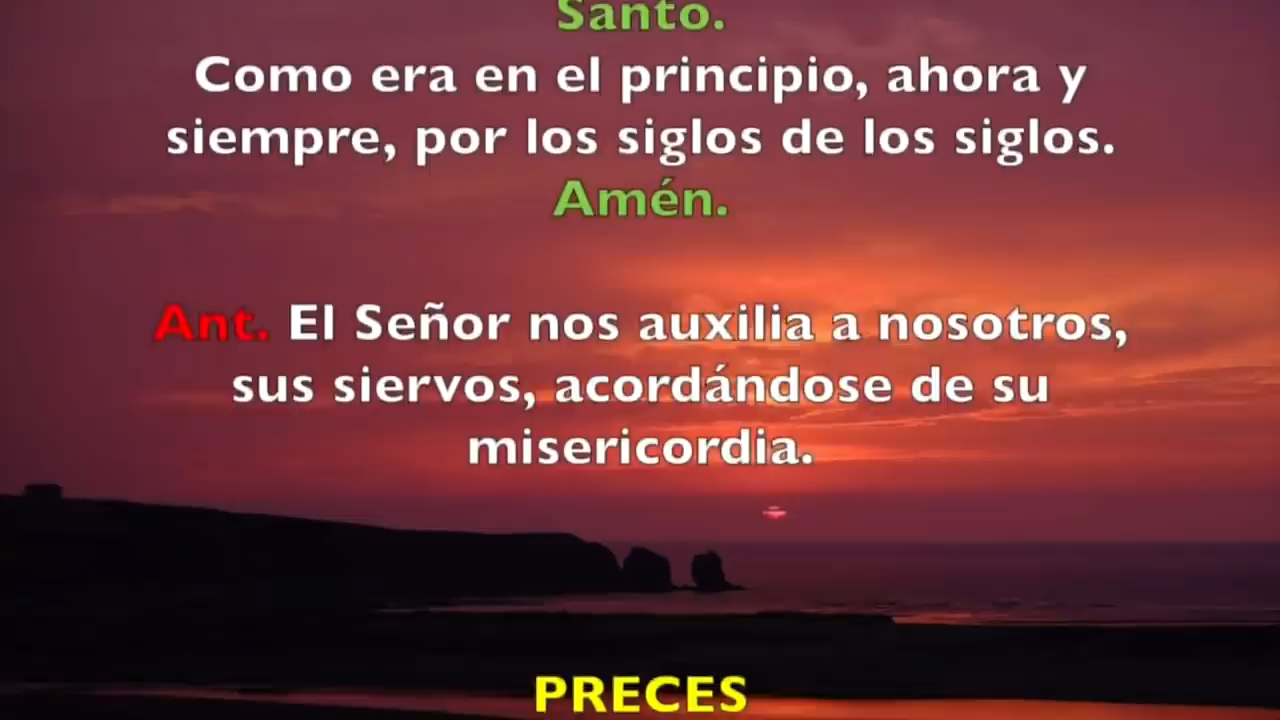 Santo.
Como era en el principio, ahora y
siempre, por los siglos de los siglos.
Amén.
Ant. El Señor nos auxilia a nosotros,
sus siervos, acordándose de su
misericordia.
PRECES